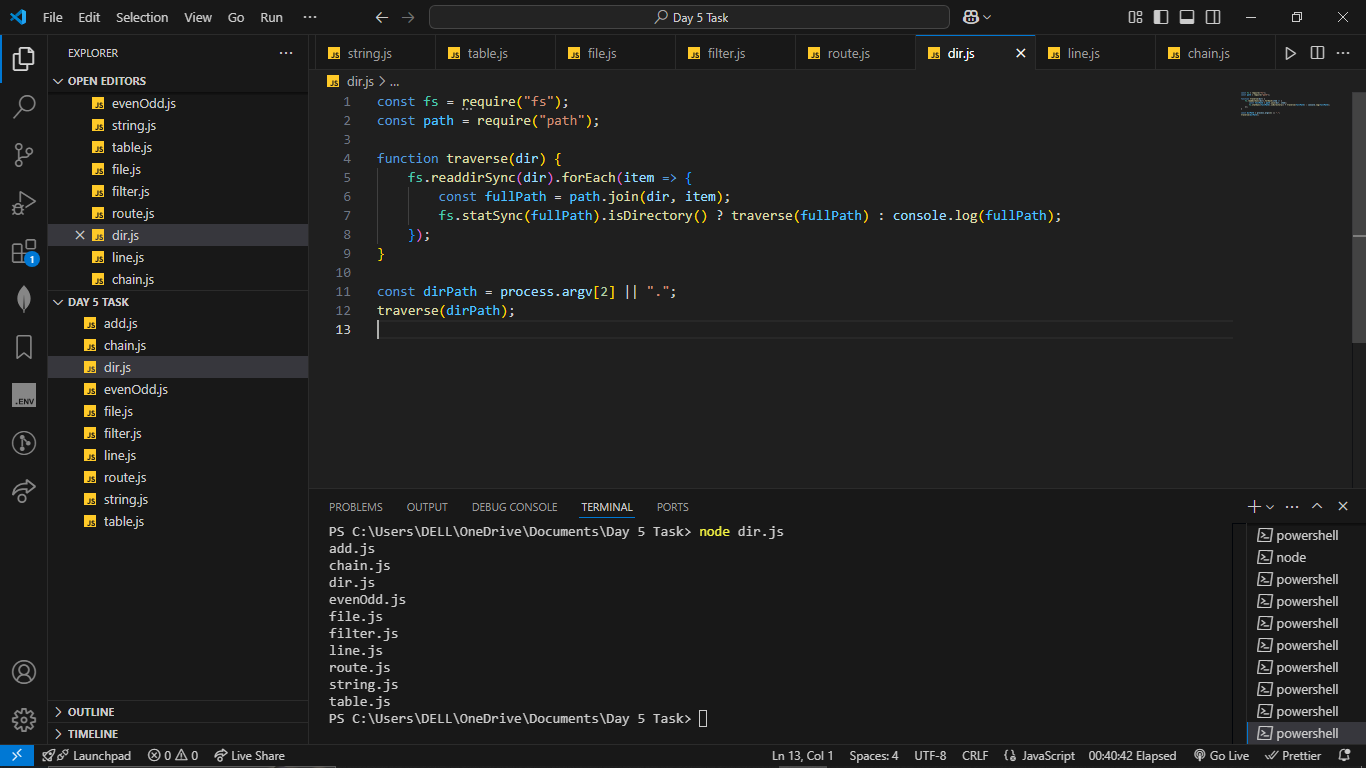 File Edit Selection View Go Run ···
Day 5 Task
EXPLORER ···
OPEN EDITORS
evenOdd.js
string.js
table.js
file.js
filter.js
route.js
dir.js
line.js
chain.js
DAY 5 TASK
add.js
chain.js
dir.js
evenOdd.js
file.js
filter.js
line.js
route.js
string.js
table.js
OUTLINE
TIMELINE
1
.ENV
string.js table.js file.js filter.js route.js dir.js line.js chain.js
dir.js > ...
1 const fs = require("fs");
2 const path = require("path");
3
4 function traverse(dir) {
5 fs.readdirSync(dir).forEach(item => {
6 const fullPath = path.join(dir, item);
7 fs.statSync(fullPath).isDirectory() ? traverse(fullPath) : console.log(fullPath);
8 });
9 }
10
11 const dirPath = process.argv[2] || ".";
12 traverse(dirPath);
13
PROBLEMS OUTPUT DEBUG CONSOLE TERMINAL PORTS
PS C:\Users\DELL\OneDrive\Documents\Day 5 Task> node dir.js
add.js
chain.js
dir.js
evenOdd.js
file.js
filter.js
line.js
route.js
string.js
table.js
PS C:\Users\DELL\OneDrive\Documents\Day 5 Task>
powershell
node
powershell
powershell
powershell
powershell
powershell
powershell
powershell
powershell
Launchpad 0 0 Live Share Ln 13, Col 1 Spaces: 4 UTF-8 CRLF {} JavaScript 00:40:42 Elapsed Go Live Prettier